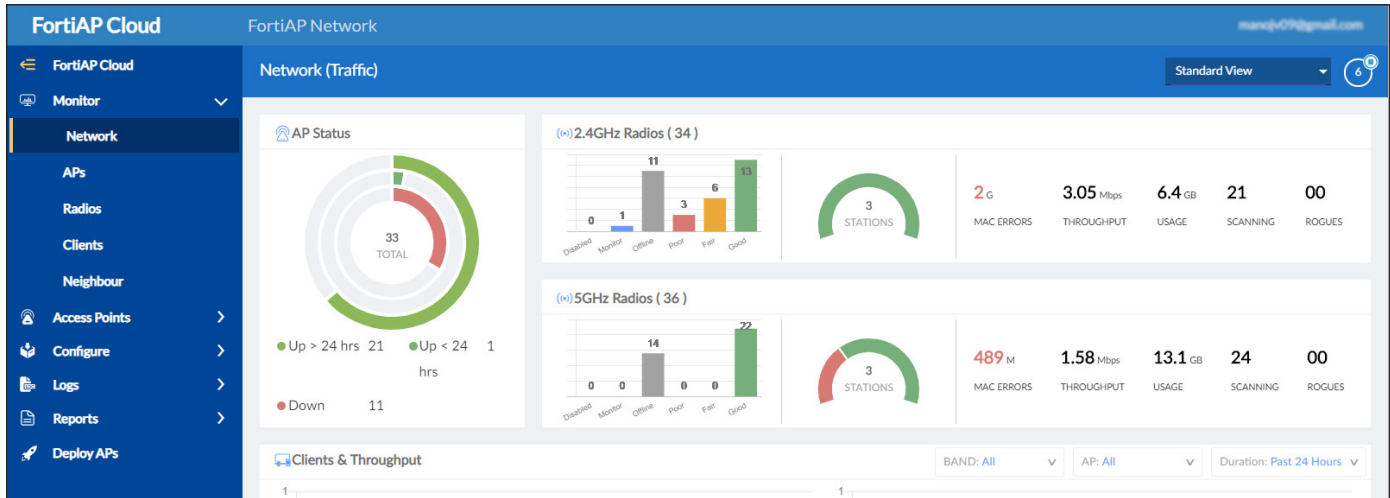 FortiAP Cloud
FortiAP Network
FortiAP Cloud
Monitor
Network
APs
Radios
Clients
Neighbour
Access Points
Configure
Logs
Reports
Deploy APs
Network (Traffic)
Standard View
6
AP Status
33
TOTAL
Up > 24 hrs 21
Up < 24 hrs 1
Down 11
2.4GHz Radios ( 34 )
0 1 11 3 6 13
Disabled Monitor Offline Poor Fair Good
3
STATIONS
2 G 3.05 Mbps 6.4 GB 21 00
MAC ERRORS THROUGHPUT USAGE SCANNING ROGUES
5GHz Radios ( 36 )
0 0 14 0 0 22
Disabled Monitor Offline Poor Fair Good
3
STATIONS
489 M 1.58 Mbps 13.1 GB 24 00
MAC ERRORS THROUGHPUT USAGE SCANNING ROGUES
Clients & Throughput
BAND: All
AP: All
Duration: Past 24 Hours
1 1